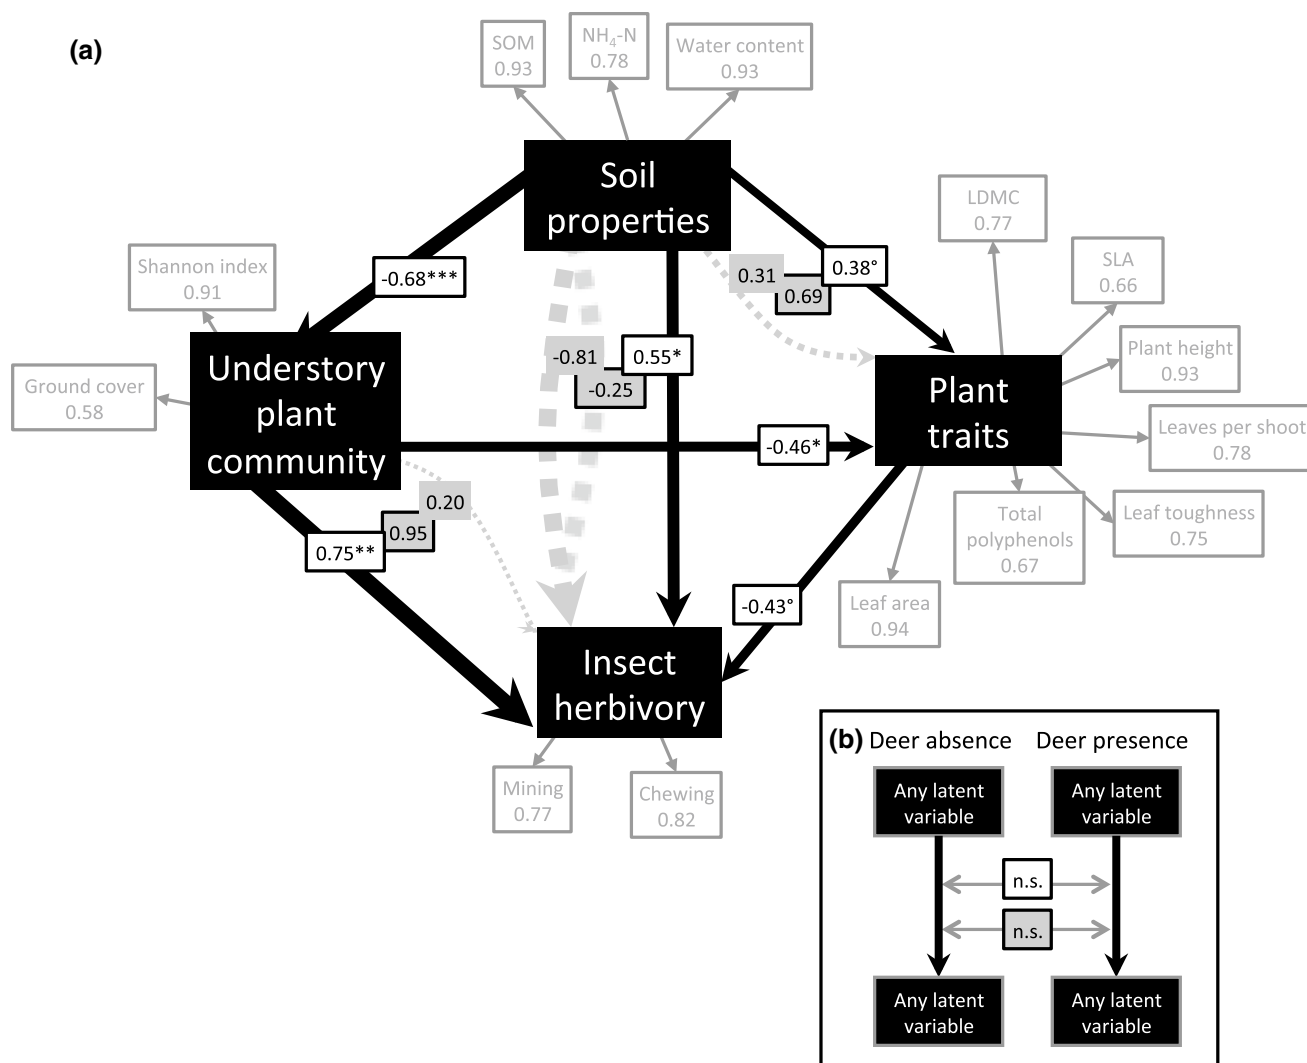 (a)
SOM
0.93
NH₄-N
0.78
Water content
0.93
Soil
properties
LDMC
0.77
SLA
0.66
Shannon index
0.91
-0.68***
0.31
0.69
0.38°
Plant height
0.93
Ground cover
0.58
Understory
plant
community
-0.81
-0.25
0.55*
Plant
traits
Leaves per shoot
0.78
-0.46*
0.20
0.95
0.75**
Total
polyphenols
0.67
Leaf toughness
0.75
-0.43°
Leaf area
0.94
Insect
herbivory
Mining
0.77
Chewing
0.82
(b) Deer absence Deer presence
Any latent
variable
Any latent
variable
n.s.
n.s.
Any latent
variable
Any latent
variable